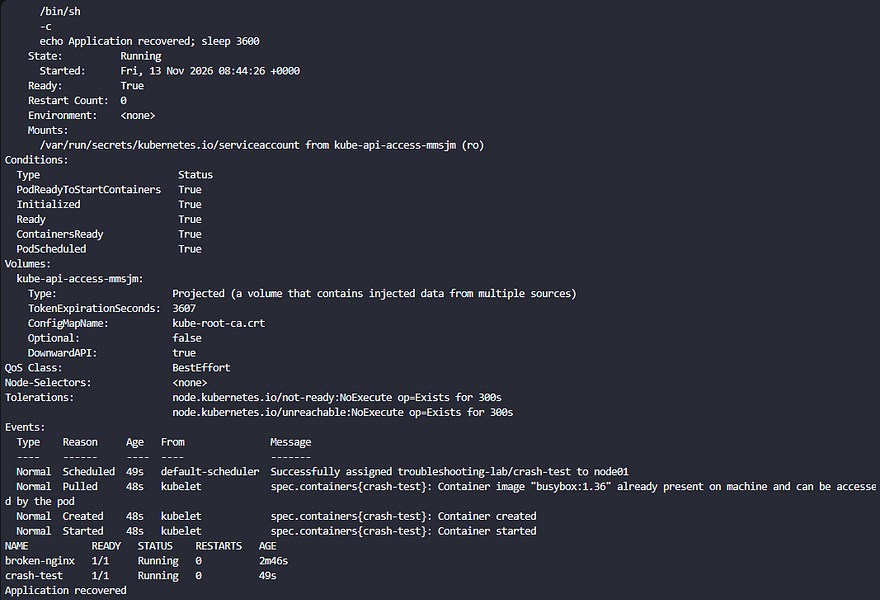 /bin/sh
-c
echo Application recovered; sleep 3600
State:          Running
Started:      Fri, 13 Nov 2026 08:44:26 +0000
Ready:          True
Restart Count:  0
Environment:    <none>
Mounts:
/var/run/secrets/kubernetes.io/serviceaccount from kube-api-access-mmsjm (ro)
Conditions:
Type                        Status
PodReadyToStartContainers   True
Initialized                 True
Ready                       True
ContainersReady             True
PodScheduled                True
Volumes:
kube-api-access-mmsjm:
Type:                    Projected (a volume that contains injected data from multiple sources)
TokenExpirationSeconds:  3607
ConfigMapName:           kube-root-ca.crt
Optional:                false
DownwardAPI:             true
QoS Class:                   BestEffort
Node-Selectors:              <none>
Tolerations:                 node.kubernetes.io/not-ready:NoExecute op=Exists for 300s
node.kubernetes.io/unreachable:NoExecute op=Exists for 300s
Events:
Type    Reason     Age   From               Message
----    ------     ----  ----               -------
Normal  Scheduled  49s   default-scheduler  Successfully assigned troubleshooting-lab/crash-test to node01
Normal  Pulled     48s   kubelet            spec.containers{crash-test}: Container image "busybox:1.36" already present on machine and can be accesse
d by the pod
Normal  Created    48s   kubelet            spec.containers{crash-test}: Container created
Normal  Started    48s   kubelet            spec.containers{crash-test}: Container started
NAME           READY   STATUS    RESTARTS   AGE
broken-nginx   1/1     Running   0          2m46s
crash-test     1/1     Running   0          49s
Application recovered